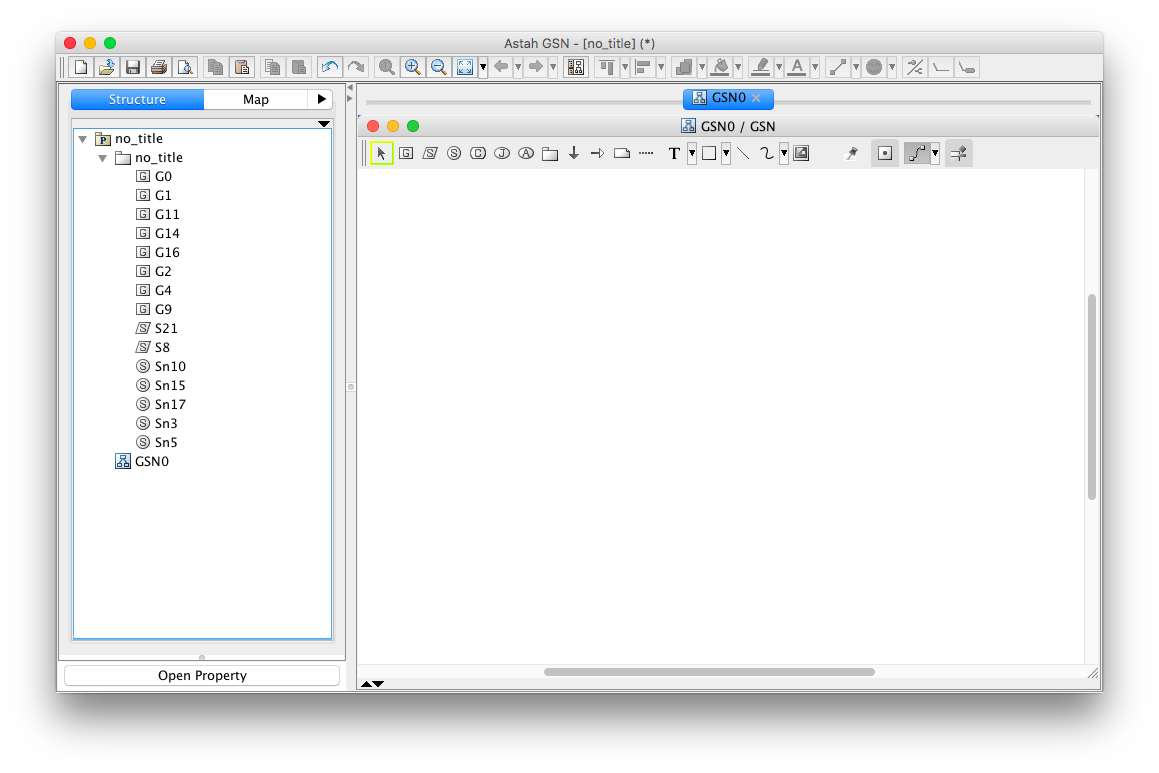 Astah GSN - [no_title] (*)
Structure
Map
GSN0
GSN0 / GSN
no_title
no_title
G0
G1
G11
G14
G16
G2
G4
G9
S21
S8
Sn10
Sn15
Sn17
Sn3
Sn5
GSN0
Open Property